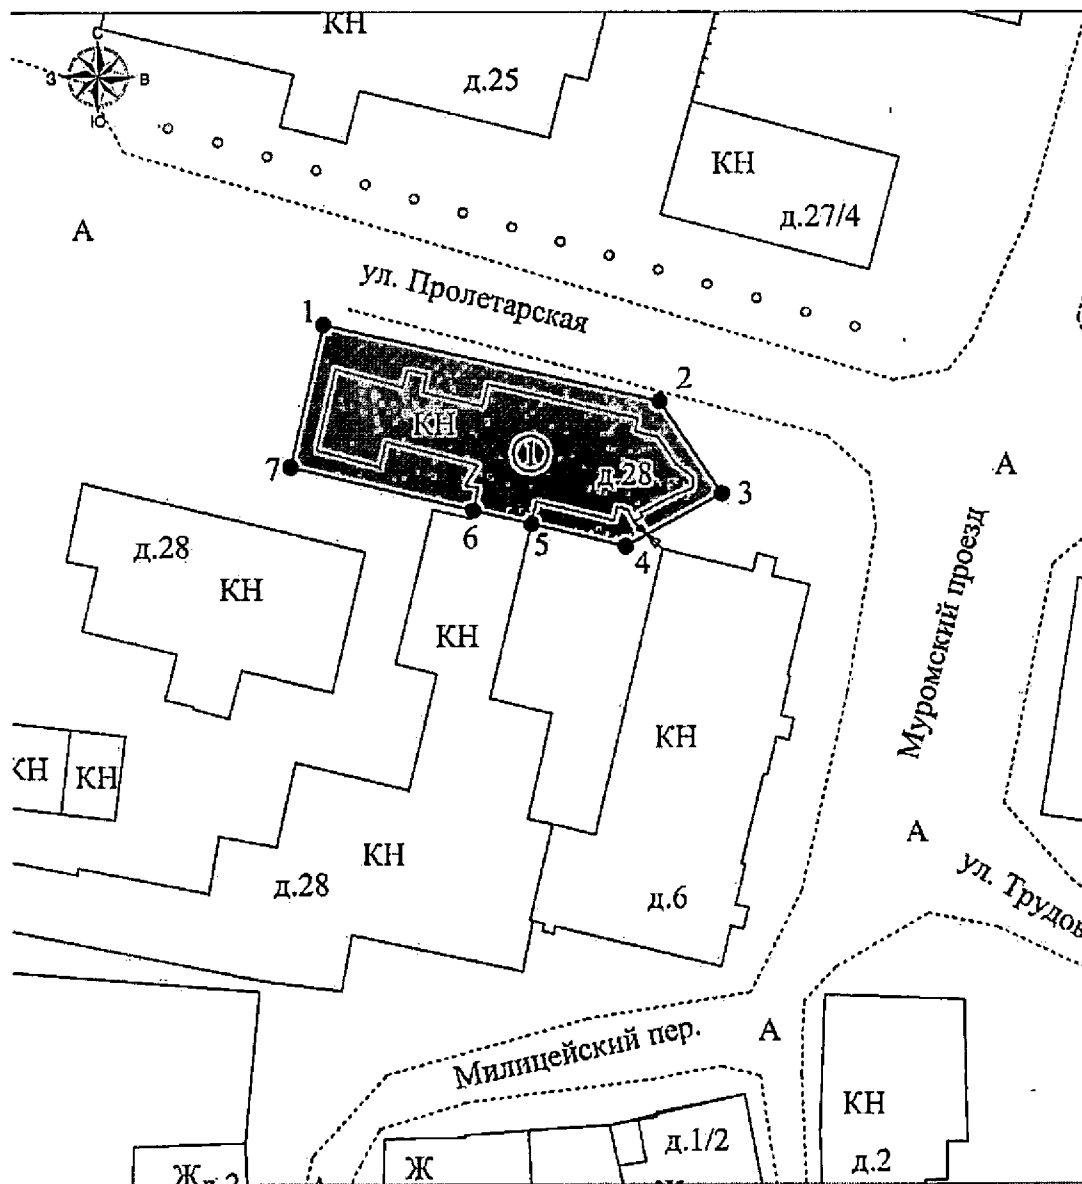 КН
С
З
В
Ю
д.25
КН
д.27/4
А
ул. Пролетарская
1
2
КН
1
д.28
А
3
7
6
5
4
д.28
КН
КН
Муромский проезд
КН
КН
КН
А
КН
д.28
д.6
ул. Трудов
Милицейский пер.
А
КН
д.1/2
д.2
Ж
Ж